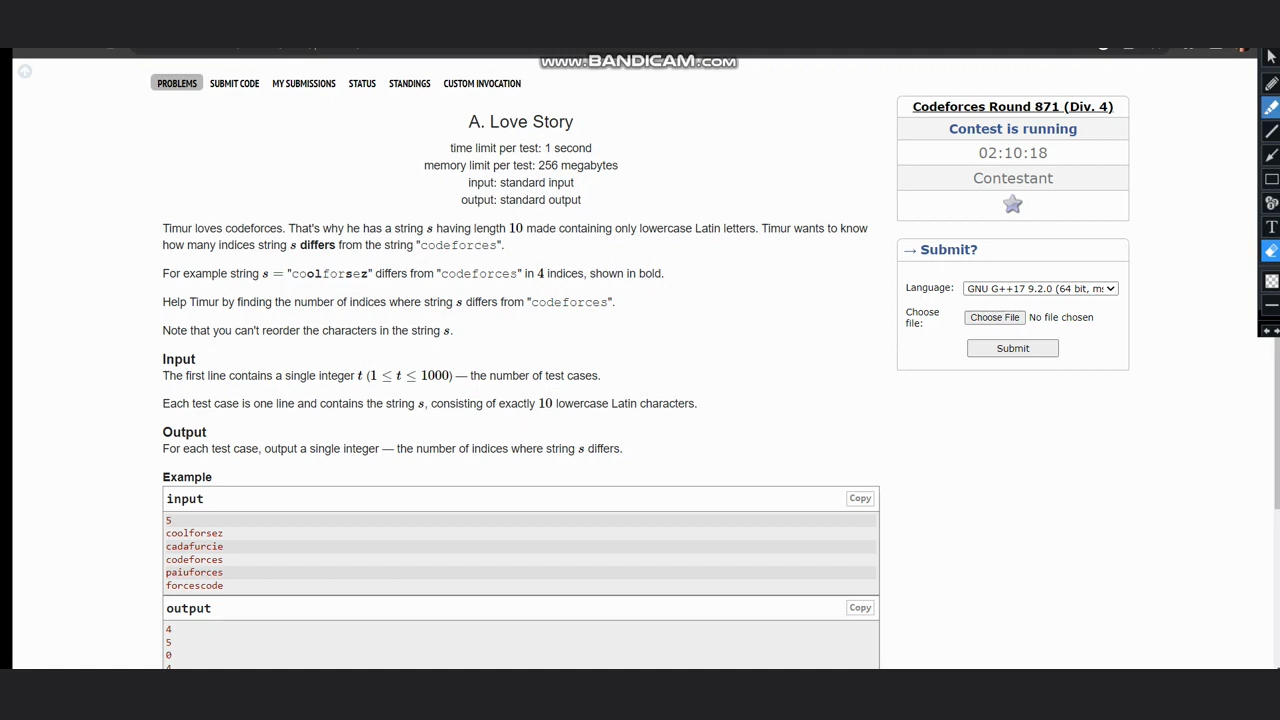 WWW.BANDICAM.COM
PROBLEMS SUBMIT CODE MY SUBMISSIONS STATUS STANDINGS CUSTOM INVOCATION
A. Love Story
time limit per test: 1 second
memory limit per test: 256 megabytes
input: standard input
output: standard output
Timur loves codeforces. That's why he has a string s having length 10 made containing only lowercase Latin letters. Timur wants to know
how many indices string s differs from the string "codeforces".
For example string s = "coolforsez" differs from "codeforces" in 4 indices, shown in bold.
Help Timur by finding the number of indices where string s differs from "codeforces".
Note that you can't reorder the characters in the string s.
Input
The first line contains a single integer t (1 ≤ t ≤ 1000) — the number of test cases.
Each test case is one line and contains the string s, consisting of exactly 10 lowercase Latin characters.
Output
For each test case, output a single integer — the number of indices where string s differs.
Example
input Copy
5
coolforsez
cadafurcie
codeforces
paiuforces
forcescode
output Copy
4
5
0
4
Codeforces Round 871 (Div. 4)
Contest is running
02:10:18
Contestant
→ Submit?
Language: GNU G++17 9.2.0 (64 bit, ms
Choose
file: Choose File No file chosen
Submit
T